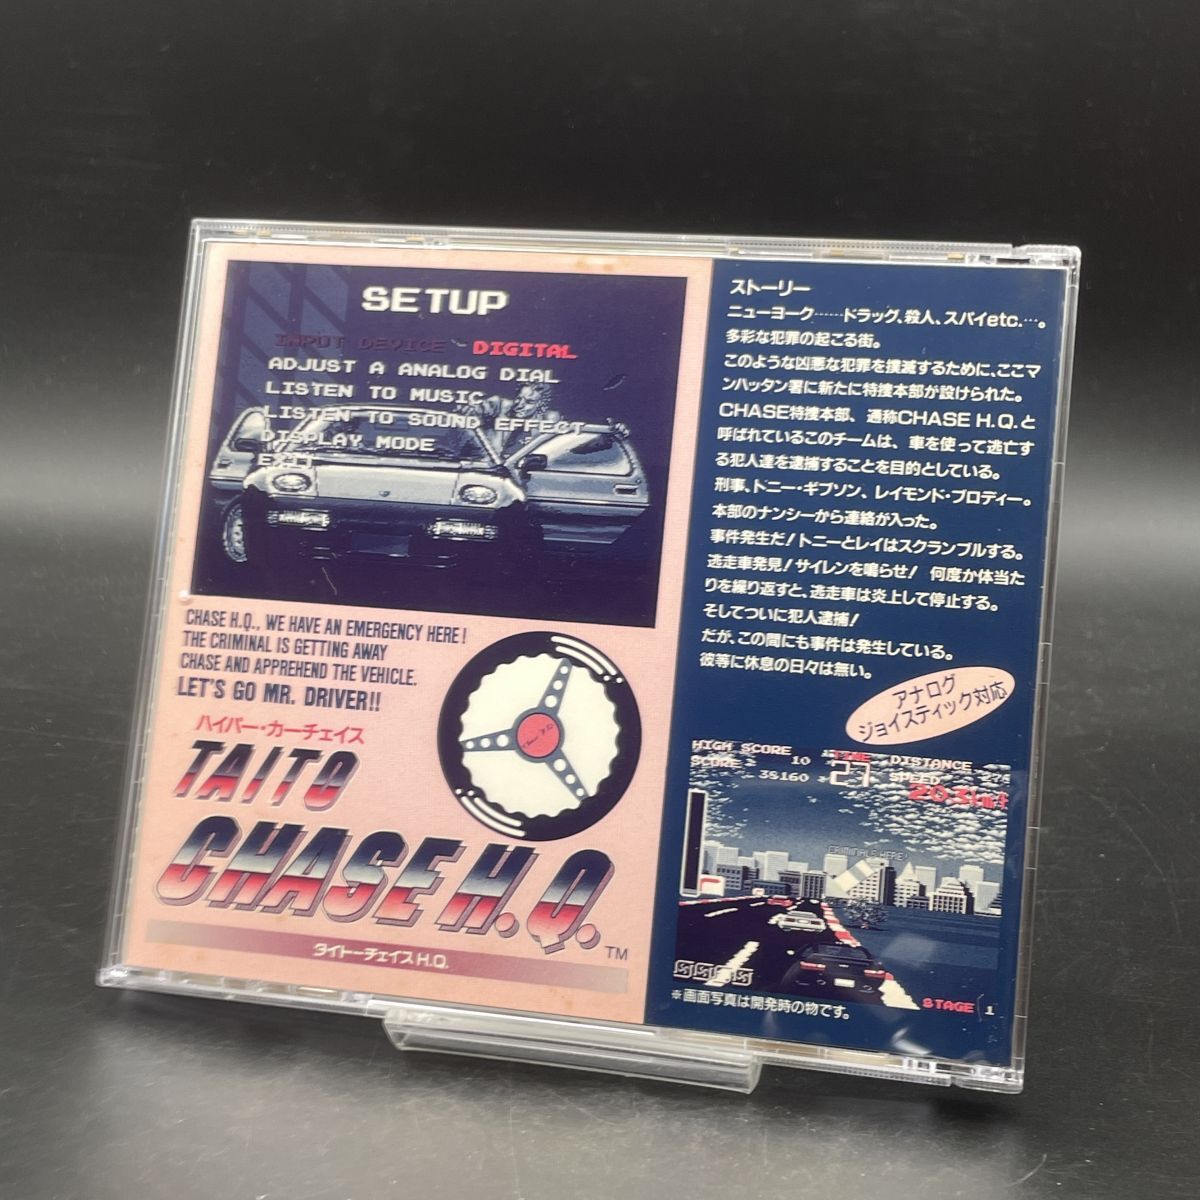 SETUP
INPUT DEVICE DIGITAL
ADJUST A ANALOG DIAL
LISTEN TO MUSIC
LISTEN TO SOUND EFFECT
DISPLAY MODE
EXIT
CHASE H.Q., WE HAVE AN EMERGENCY HERE!
THE CRIMINAL IS GETTING AWAY
CHASE AND APPREHEND THE VEHICLE.
LET'S GO MR. DRIVER!!
Chase H.Q.
ハイパー・カーチェイス
TAITO
CHASE H.Q.™
タイトーチェイスH.Q.
ストーリー
ニューヨーク……ドラッグ、殺人、スパイetc.…。
多彩な犯罪の起こる街。
このような凶悪な犯罪を撲滅するために、ここマ
ンハッタン署に新たに特捜本部が設けられた。
CHASE特捜本部、通称CHASE H.Q.と
呼ばれているこのチームは、車を使って逃亡す
る犯人達を逮捕することを目的としている。
刑事、トニー・ギブソン、レイモンド・ブロディー。
本部のナンシーから連絡が入った。
事件発生だ!トニーとレイはスクランブルする。
逃走車発見!サイレンを鳴らせ! 何度か体当た
りを繰り返すと、逃走車は炎上して停止する。
そしてついに犯人逮捕!
だが、この間にも事件は発生している。
彼等に休息の日々は無い。
アナログ
ジョイスティック対応
HIGH SCORE TIME DISTANCE
SCORE 10 27
38160 SPEED
203km/h
CRIMINALS HERE!
STAGE 1
※画面写真は開発時の物です。